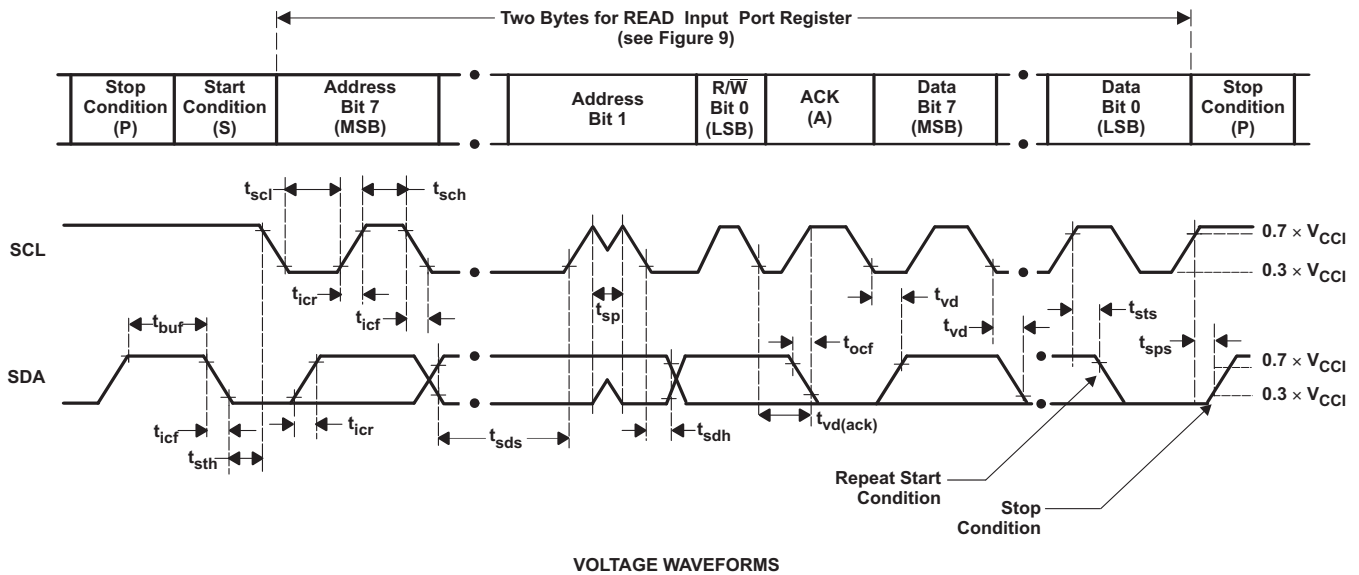 Two Bytes for READ Input Port Register
(see Figure 9)
Stop
Condition
(P)
Start
Condition
(S)
Address
Bit 7
(MSB)
Address
Bit 1
R/W̅
Bit 0
(LSB)
ACK
(A)
Data
Bit 7
(MSB)
Data
Bit 0
(LSB)
Stop
Condition
(P)
tscl
tsch
SCL
0.7 × VCCI
0.3 × VCCI
ticr
ticf
tsp
tvd
tvd
tsts
tbuf
tocf
tsps
SDA
0.7 × VCCI
0.3 × VCCI
ticf
ticr
tsth
tsds
tsdh
tvd(ack)
Repeat Start
Condition
Stop
Condition
VOLTAGE WAVEFORMS